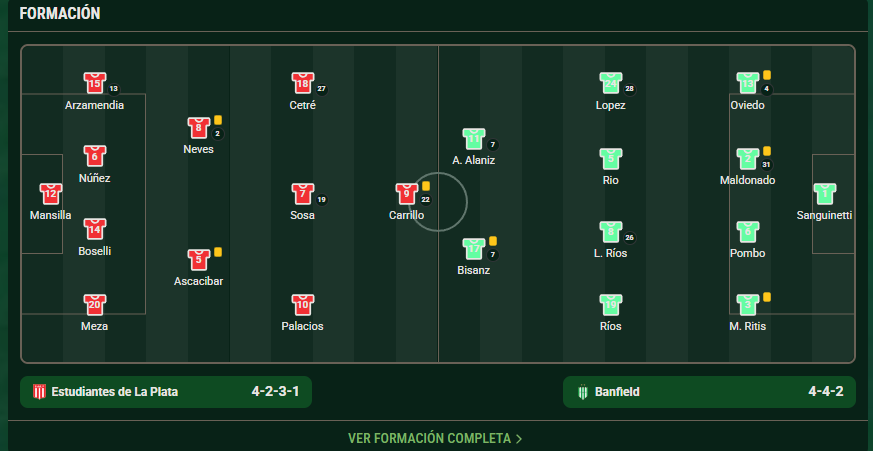 FORMACIÓN
15 13
Arzamendia
6
Núñez
12
Mansilla
14
Boselli
20
Meza
8 2
Neves
5
Ascacibar
18 27
Cetré
7 19
Sosa
10
Palacios
9 22
Carrillo
11 7
A. Alaniz
17 7
Bisanz
24 28
Lopez
5
Rio
8 26
L. Ríos
19
Ríos
13 4
Oviedo
2 31
Maldonado
6
Pombo
3
M. Ritis
1
Sanguinetti
Estudiantes de La Plata 4-2-3-1
Banfield 4-4-2
VER FORMACIÓN COMPLETA >